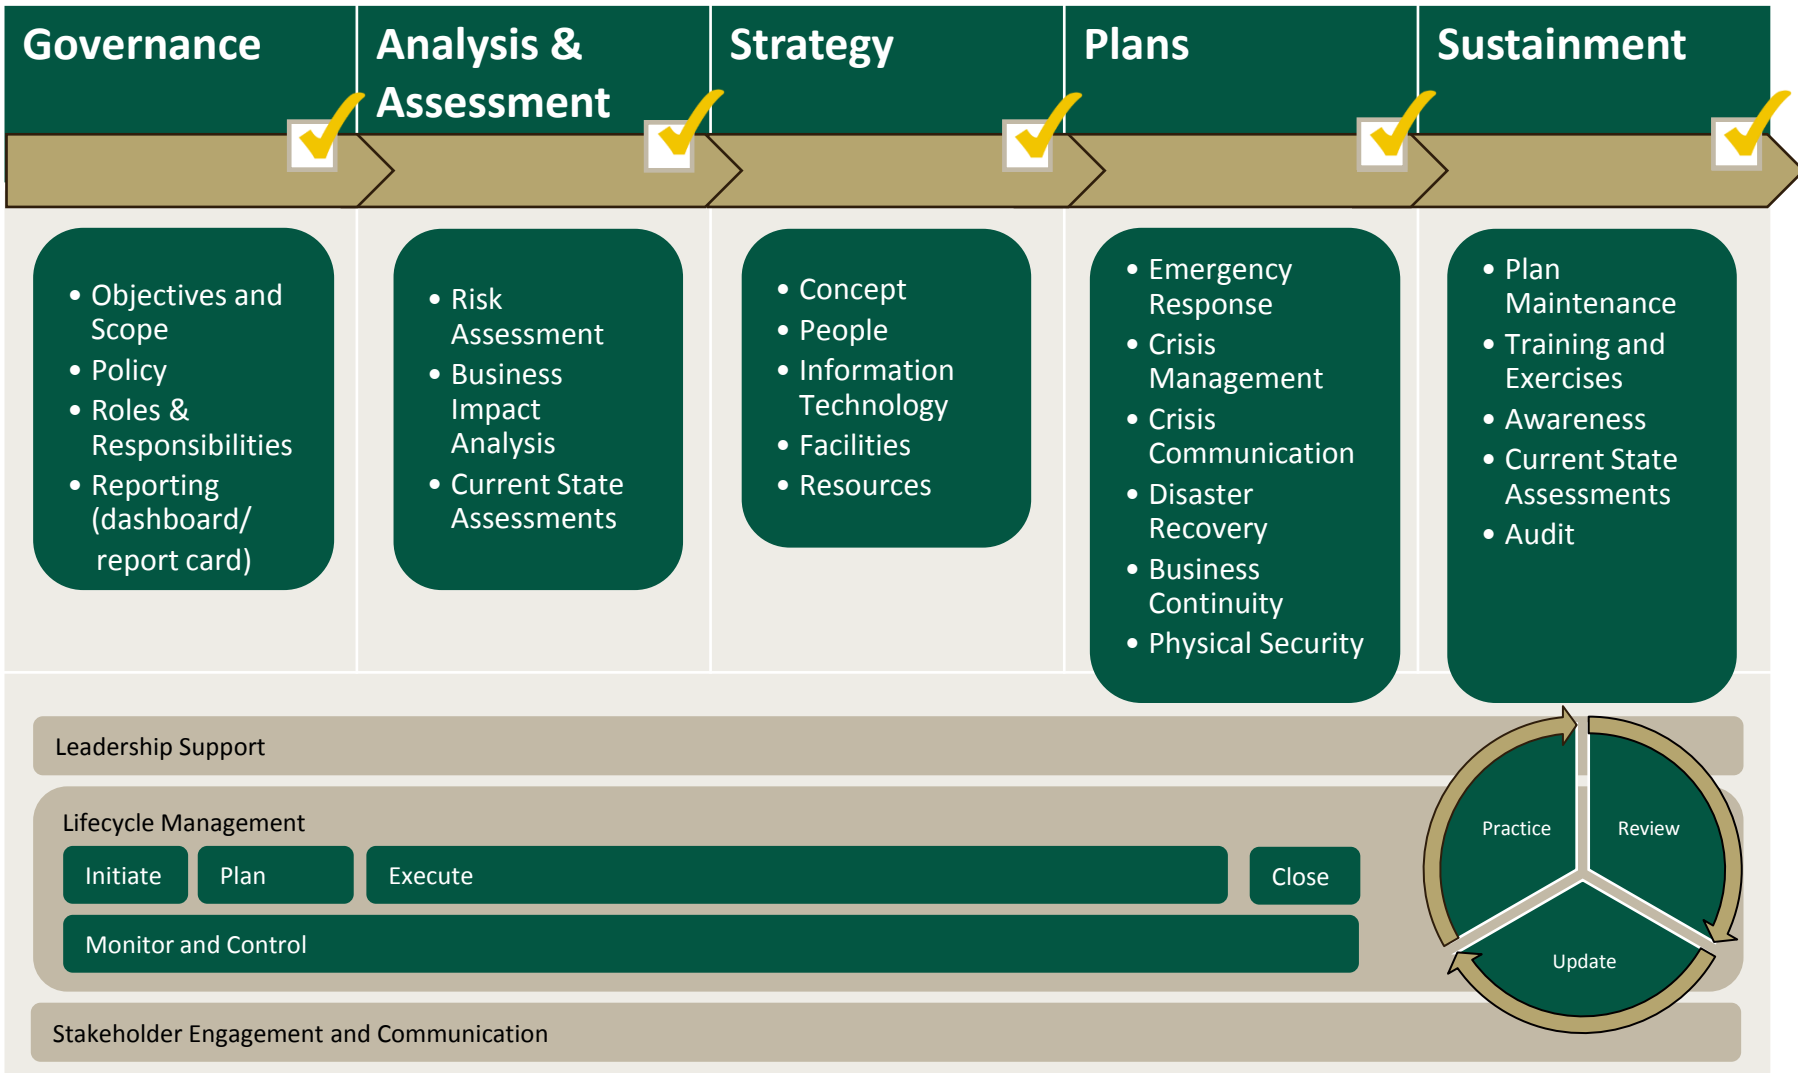 Governance
Analysis &
Assessment
Strategy
Plans
Sustainment
• Objectives and
Scope
• Policy
• Roles &
Responsibilities
• Reporting
(dashboard/
report card)
• Risk
Assessment
• Business
Impact
Analysis
• Current State
Assessments
• Concept
• People
• Information
Technology
• Facilities
• Resources
• Emergency
Response
• Crisis
Management
• Crisis
Communication
• Disaster
Recovery
• Business
Continuity
• Physical Security
• Plan
Maintenance
• Training and
Exercises
• Awareness
• Current State
Assessments
• Audit
Leadership Support
Lifecycle Management
Initiate
Plan
Execute
Close
Monitor and Control
Stakeholder Engagement and Communication
Practice
Review
Update